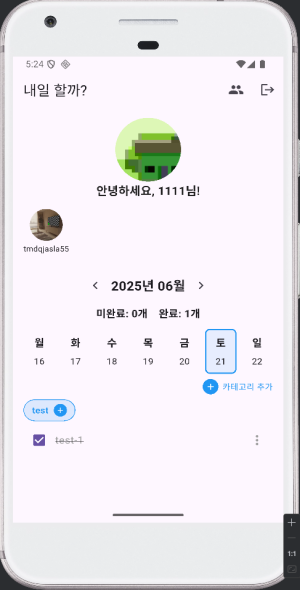 5:24
내일 할까?
안녕하세요, 1111님!
tmdqjasla55
2025년 06월
미완료: 0개 완료: 1개
월 화 수 목 금 토 일
16 17 18 19 20 21 22
카테고리 추가
test
test-1
1:1